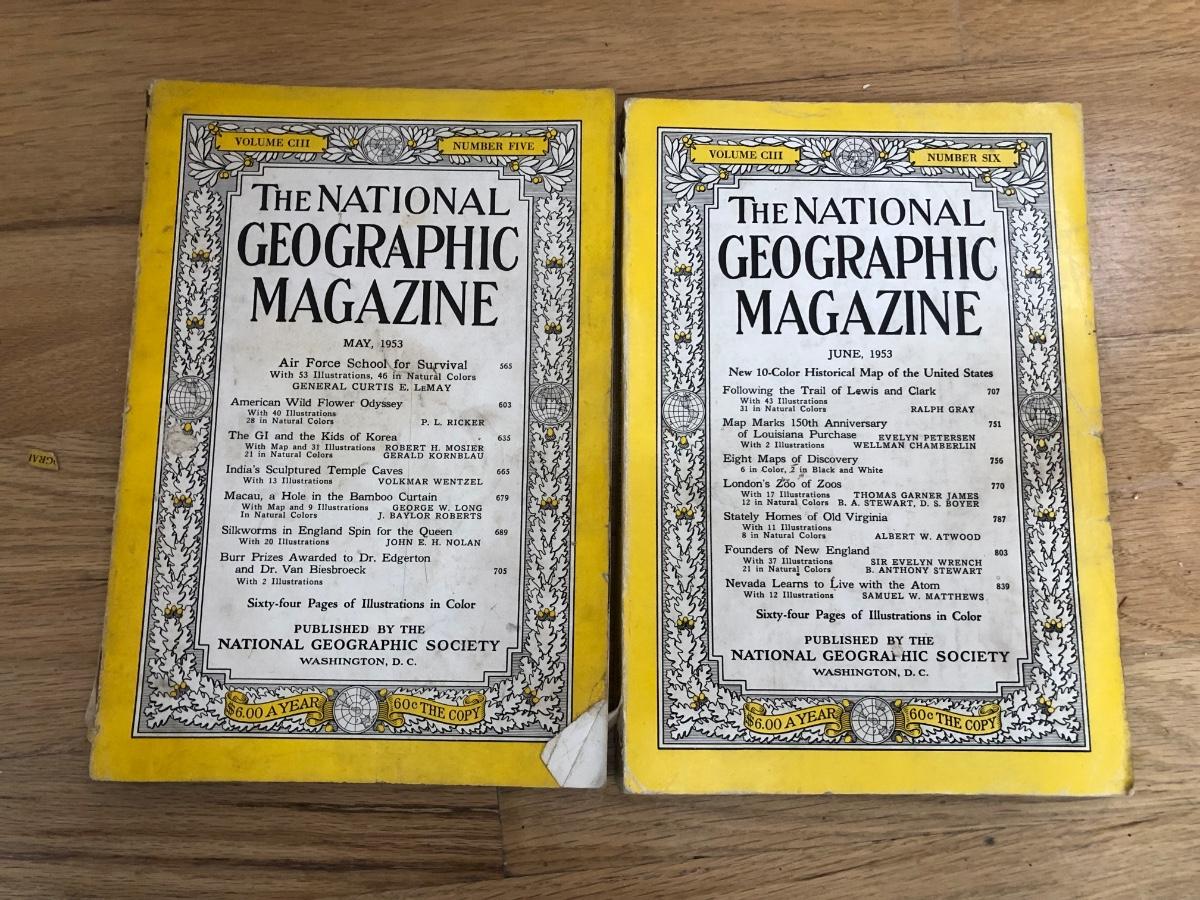 VOLUME CIII NUMBER FIVE
THE NATIONAL
GEOGRAPHIC
MAGAZINE
MAY, 1953
Air Force School for Survival 565
With 53 Illustrations, 46 in Natural Colors
GENERAL CURTIS E. LeMAY
American Wild Flower Odyssey 603
With 40 Illustrations
28 in Natural Colors P. L. RICKER
The GI and the Kids of Korea 635
With Map and 31 Illustrations ROBERT H. MOSIER
21 in Natural Colors GERALD KORNBLAU
India's Sculptured Temple Caves 665
With 13 Illustrations VOLKMAR WENTZEL
Macau, a Hole in the Bamboo Curtain 679
With Map and 9 Illustrations GEORGE W. LONG
In Natural Colors J. BAYLOR ROBERTS
Silkworms in England Spin for the Queen 689
With 20 Illustrations JOHN E. H. NOLAN
Burr Prizes Awarded to Dr. Edgerton
and Dr. Van Biesbroeck 705
With 2 Illustrations
Sixty-four Pages of Illustrations in Color
PUBLISHED BY THE
NATIONAL GEOGRAPHIC SOCIETY
WASHINGTON, D. C.
$6.00 A YEAR 60c THE COPY
VOLUME CIII NUMBER SIX
THE NATIONAL
GEOGRAPHIC
MAGAZINE
JUNE, 1953
New 10-Color Historical Map of the United States
Following the Trail of Lewis and Clark 707
With 43 Illustrations
31 in Natural Colors RALPH GRAY
Map Marks 150th Anniversary 751
of Louisiana Purchase EVELYN PETERSEN
With 2 Illustrations WELLMAN CHAMBERLIN
Eight Maps of Discovery 756
6 in Color, 2 in Black and White
London's Zoo of Zoos 770
With 17 Illustrations THOMAS GARNER JAMES
12 in Natural Colors B. A. STEWART, D. S. BOYER
Stately Homes of Old Virginia 787
With 11 Illustrations
8 in Natural Colors ALBERT W. ATWOOD
Founders of New England 803
With 37 Illustrations SIR EVELYN WRENCH
21 in Natural Colors B. ANTHONY STEWART
Nevada Learns to Live with the Atom 839
With 12 Illustrations SAMUEL W. MATTHEWS
Sixty-four Pages of Illustrations in Color
PUBLISHED BY THE
NATIONAL GEOGRAPHIC SOCIETY
WASHINGTON, D. C.
$6.00 A YEAR 60c THE COPY